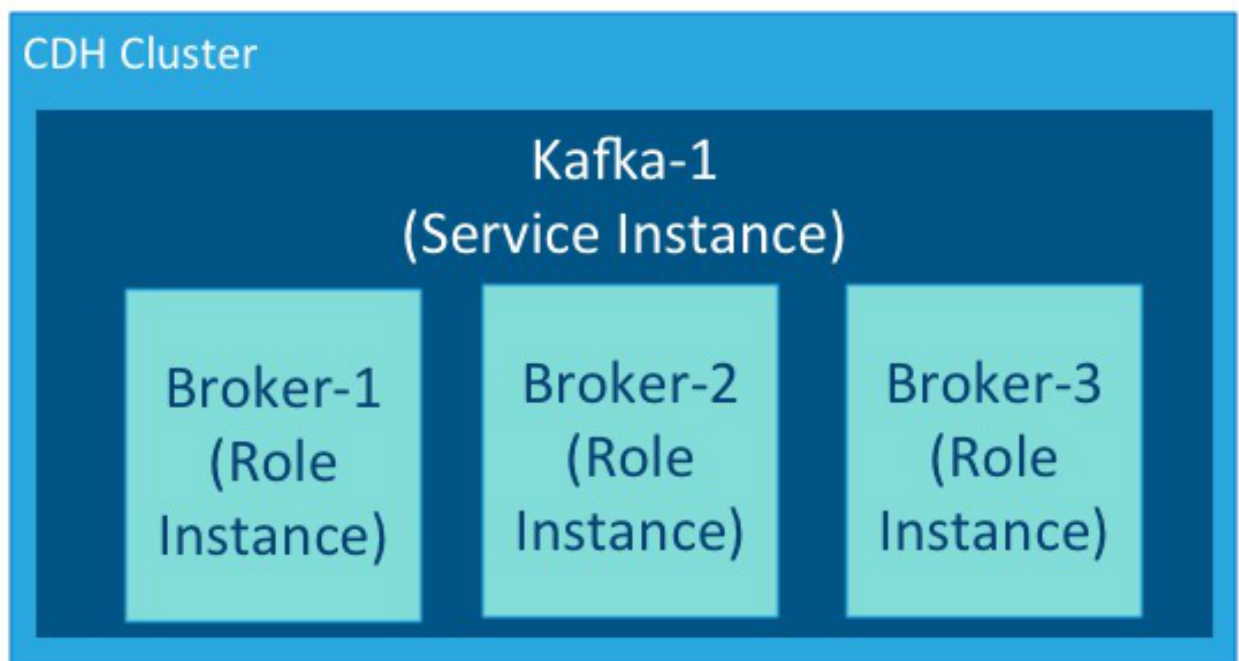 CDH Cluster
Kafka-1
(Service Instance)
Broker-1
(Role
Instance)
Broker-2
(Role
Instance)
Broker-3
(Role
Instance)